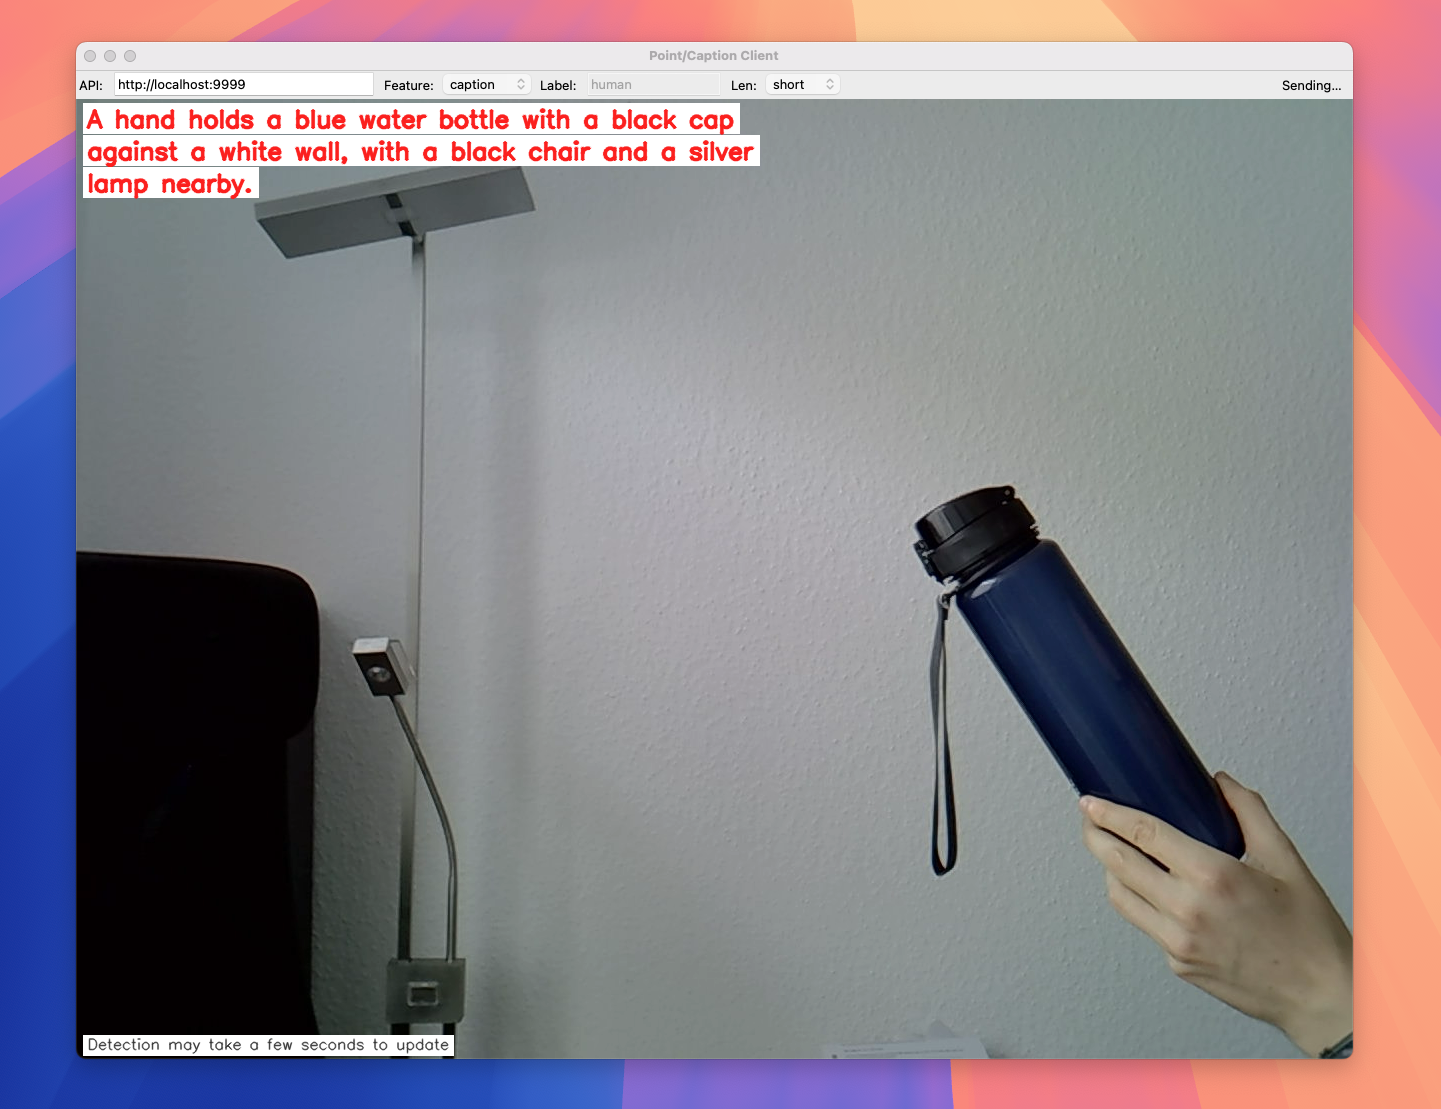 Point/Caption Client
API: http://localhost:9999 Feature: caption Label: human Len: short Sending...
A hand holds a blue water bottle with a black cap
against a white wall, with a black chair and a silver
lamp nearby.
Detection may take a few seconds to update